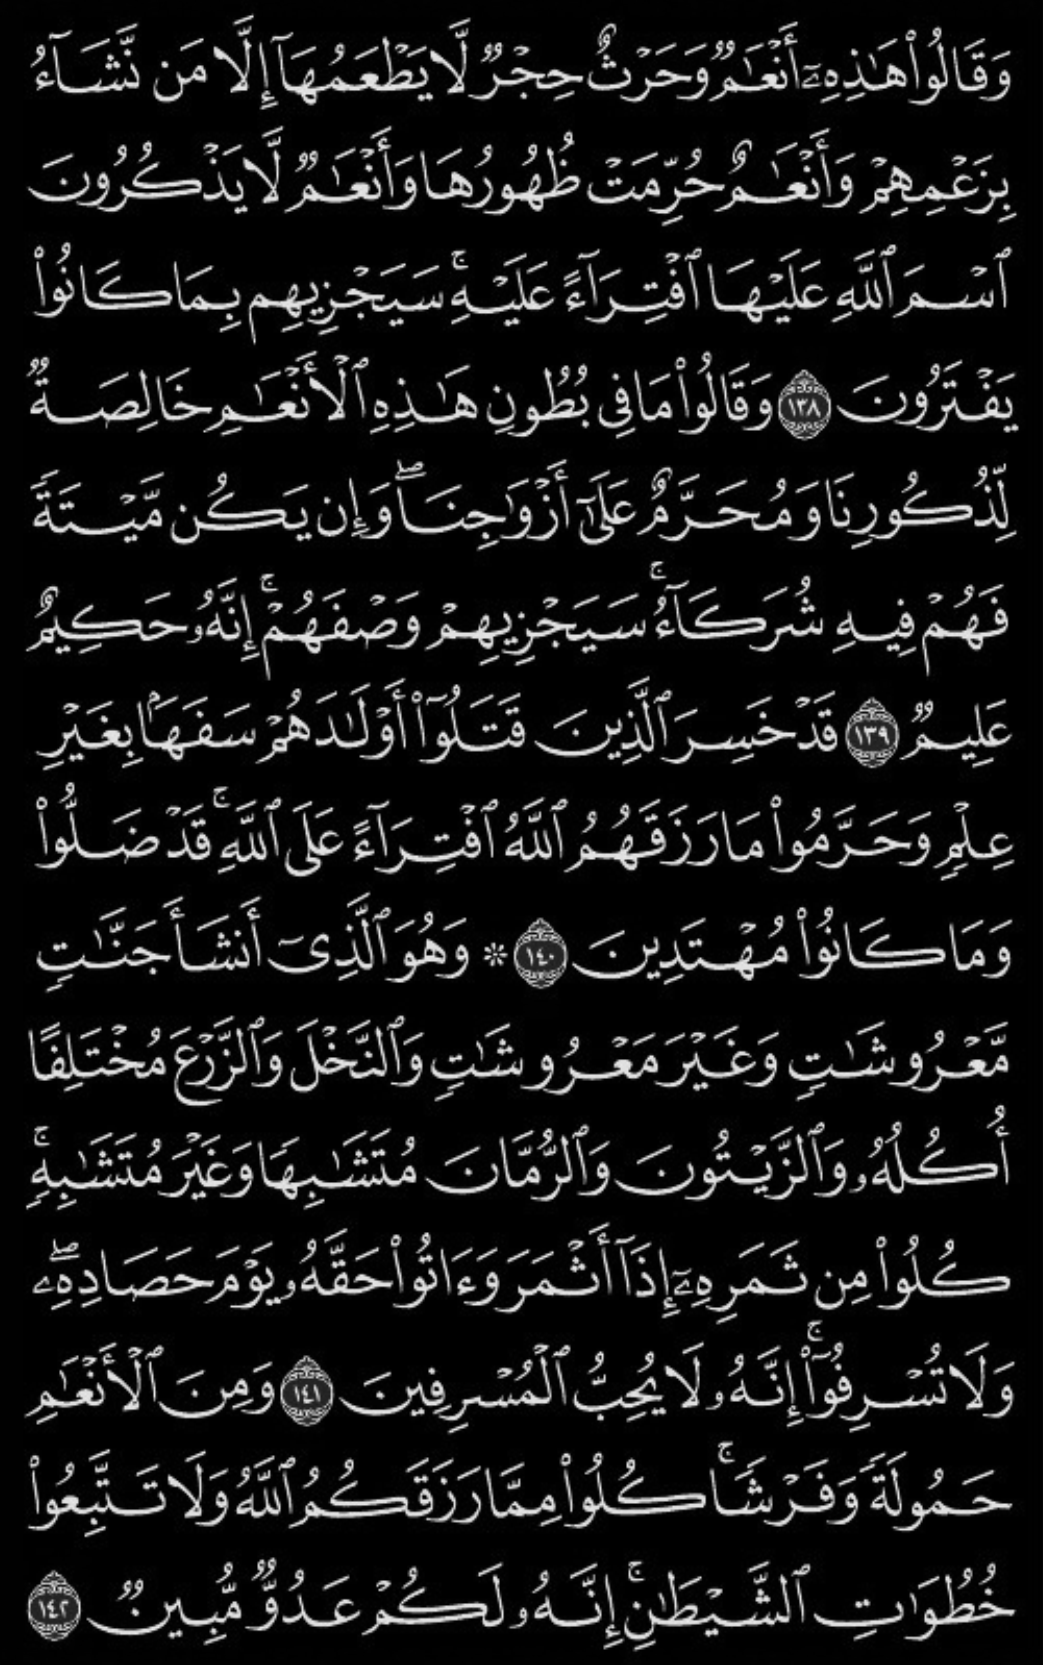 وَقَالُوا۟ هَـٰذِهِۦٓ أَنْعَـٰمٌ وَحَرْثٌ حِجْرٌ لَّا يَطْعَمُهَآ إِلَّا مَن نَّشَآءُ
بِزَعْمِهِمْ وَأَنْعَـٰمٌ حُرِّمَتْ ظُهُورُهَا وَأَنْعَـٰمٌ لَّا يَذْكُرُونَ
ٱسْمَ ٱللَّهِ عَلَيْهَا ٱفْتِرَآءً عَلَيْهِ ۚ سَيَجْزِيهِم بِمَا كَانُوا۟
يَفْتَرُونَ ١٣٨ وَقَالُوا۟ مَا فِى بُطُونِ هَـٰذِهِ ٱلْأَنْعَـٰمِ خَالِصَةٌ
لِّذُكُورِنَا وَمُحَرَّمٌ عَلَىٰٓ أَزْوَٰجِنَا ۖ وَإِن يَكُن مَّيْتَةً
فَهُمْ فِيهِ شُرَكَآءُ ۚ سَيَجْزِيهِمْ وَصْفَهُمْ ۚ إِنَّهُۥ حَكِيمٌ
عَلِيمٌ ١٣٩ قَدْ خَسِرَ ٱلَّذِينَ قَتَلُوٓا۟ أَوْلَـٰدَهُمْ سَفَهًۢا بِغَيْرِ
عِلْمٍ وَحَرَّمُوا۟ مَا رَزَقَهُمُ ٱللَّهُ ٱفْتِرَآءً عَلَى ٱللَّهِ ۚ قَدْ ضَلُّوا۟
وَمَا كَانُوا۟ مُهْتَدِينَ ١٤٠ * وَهُوَ ٱلَّذِىٓ أَنشَأَ جَنَّـٰتٍ
مَّعْرُوشَـٰتٍ وَغَيْرَ مَعْرُوشَـٰتٍ وَٱلنَّخْلَ وَٱلزَّرْعَ مُخْتَلِفًا
أُكُلُهُۥ وَٱلزَّيْتُونَ وَٱلرُّمَّانَ مُتَشَـٰبِهًا وَغَيْرَ مُتَشَـٰبِهٍ ۚ
كُلُوا۟ مِن ثَمَرِهِۦٓ إِذَآ أَثْمَرَ وَءَاتُوا۟ حَقَّهُۥ يَوْمَ حَصَادِهِۦ ۖ
وَلَا تُسْرِفُوٓا۟ ۚ إِنَّهُۥ لَا يُحِبُّ ٱلْمُسْرِفِينَ ١٤١ وَمِنَ ٱلْأَنْعَـٰمِ
حَمُولَةً وَفَرْشًا ۚ كُلُوا۟ مِمَّا رَزَقَكُمُ ٱللَّهُ وَلَا تَتَّبِعُوا۟
خُطُوَٰتِ ٱلشَّيْطَـٰنِ ۚ إِنَّهُۥ لَكُمْ عَدُوٌّ مُّبِينٌ ١٤٢